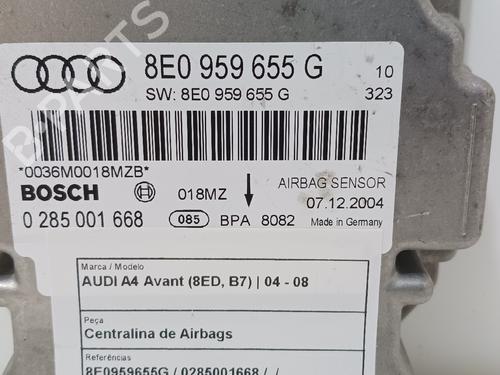 8E0 959 655 G 10
SW: 8E0 959 655 G 323
*0036M0018MZB*
BOSCH 018MZ AIRBAG SENSOR
07.12.2004
0 285 001 668 085 BPA 8082 Made in Germany
Marca / Modelo
AUDI A4 Avant (8ED, B7) | 04 - 08
Peça
Centralina de Airbags
Referências
8E0959655G / 0285001668 / /